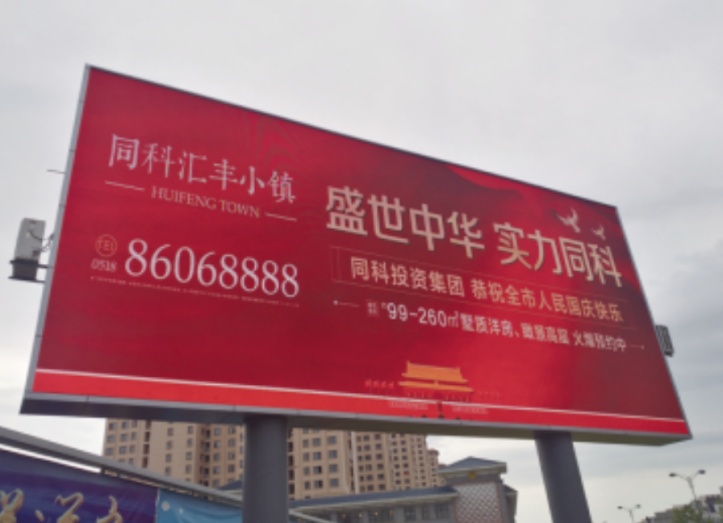 同科汇丰小镇
HUIFENG TOWN
TEL
0518 86068888
盛世中华 实力同科
同科投资集团 恭祝全市人民国庆快乐
99-260㎡墅质洋房、瞰景高层 火爆预约中